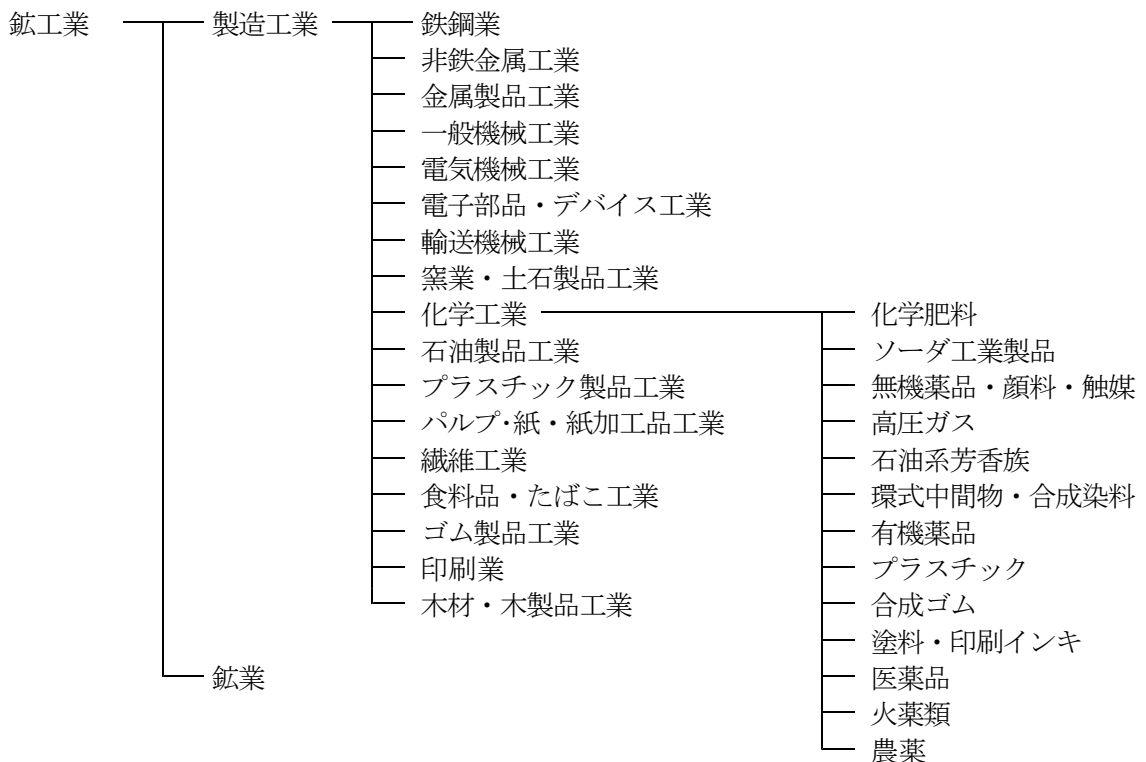 鉱工業 製造工業 鉄鋼業
非鉄金属工業
金属製品工業
一般機械工業
電気機械工業
電子部品・デバイス工業
輸送機械工業
窯業・土石製品工業
化学工業 化学肥料
石油製品工業 ソーダ工業製品
プラスチック製品工業 無機薬品・顔料・触媒
パルプ・紙・紙加工品工業 高圧ガス
繊維工業 石油系芳香族
食料品・たばこ工業 環式中間物・合成染料
ゴム製品工業 有機薬品
印刷業 プラスチック
木材・木製品工業 合成ゴム
塗料・印刷インキ
鉱業 医薬品
火薬類
農薬